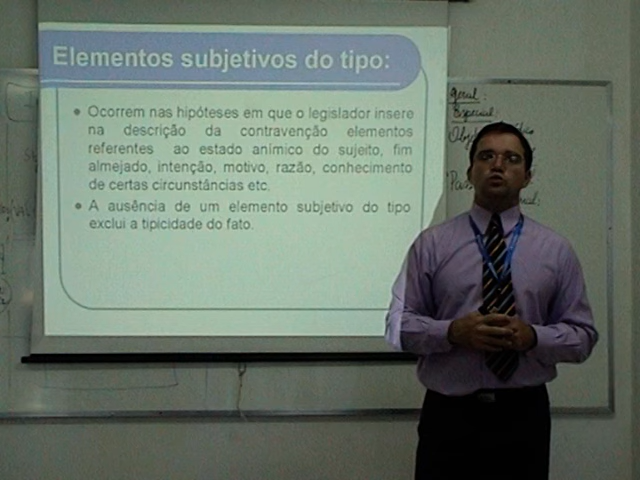 Elementos subjetivos do tipo:
Ocorrem nas hipóteses em que o legislador insere
na descrição da contravenção elementos
referentes ao estado anímico do sujeito, fim
almejado, intenção, motivo, razão, conhecimento
de certas circunstâncias etc.
A ausência de um elemento subjetivo do tipo
exclui a tipicidade do fato.
geral:
Especial: